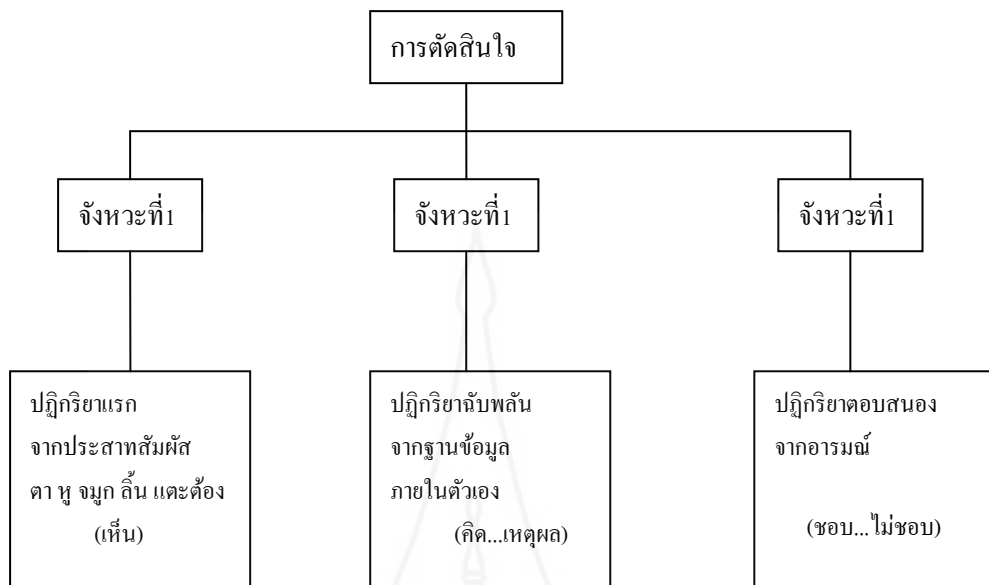 การตัดสินใจ
จังหวะที่1
จังหวะที่1
จังหวะที่1
ปฏิกริยาแรก
จากประสาทสัมผัส
ตา หู จมูก ลิ้น แตะต้อง
(เห็น)
ปฏิกริยาฉับพลัน
จากฐานข้อมูล
ภายในตัวเอง
(คิด...เหตุผล)
ปฏิกริยาตอบสนอง
จากอารมณ์
(ชอบ...ไม่ชอบ)